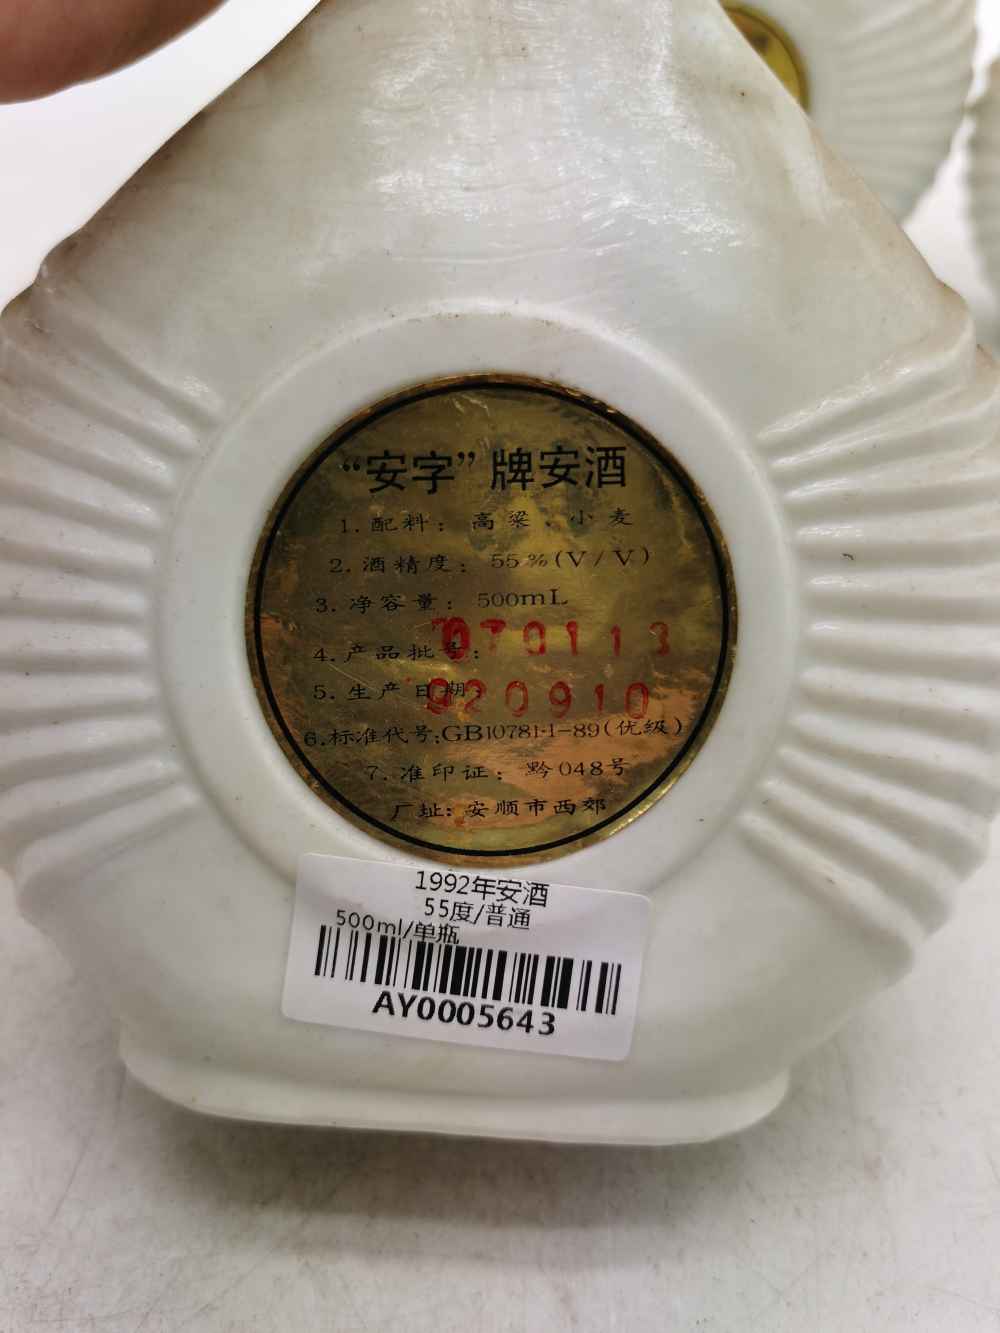 “安字”牌安酒
1.配料：高粱、小麦
2.酒精度：55%(V/V)
3.净容量：500mL
4.产品批号：070113
5.生产日期：920910
6.标准代号:GB10781·1-89(优级)
7.准印证：黔048号
厂址：安顺市西郊
1992年安酒
55度/普通
500ml/单瓶
AY0005643